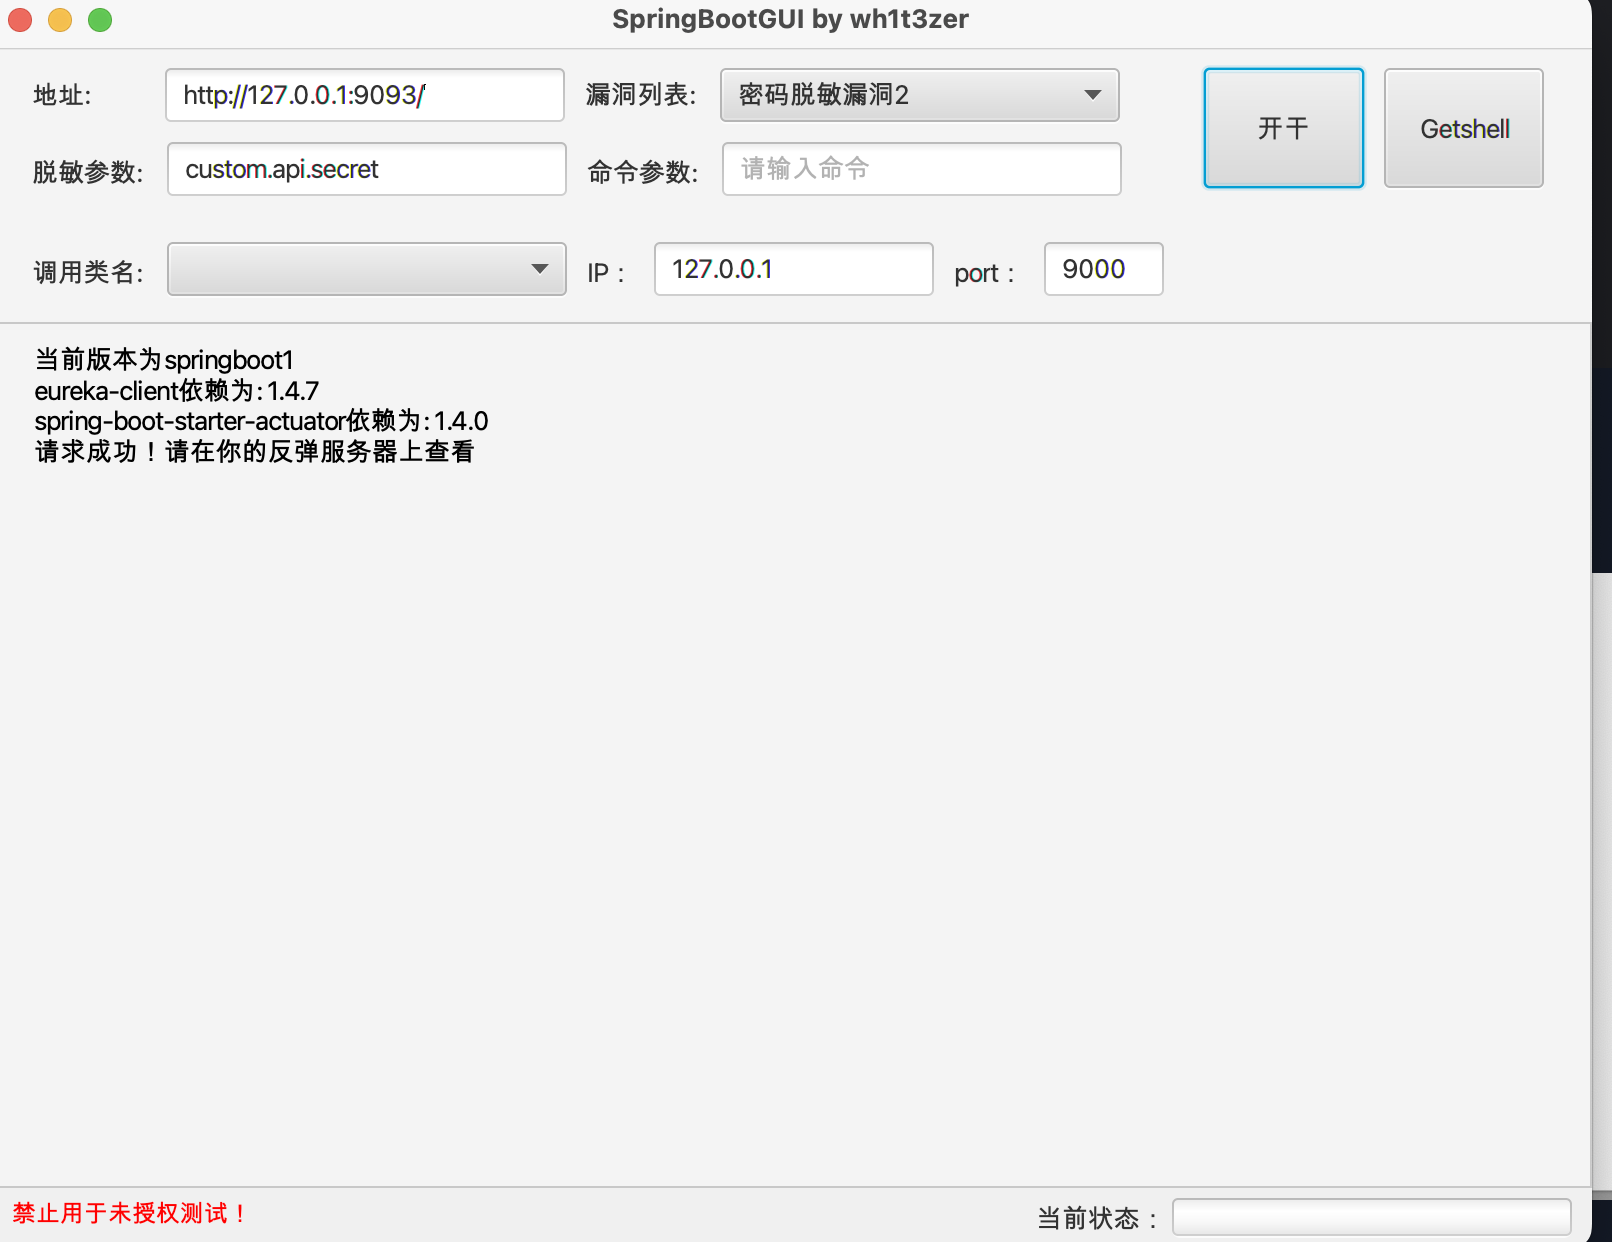 SpringBootGUI by wh1t3zer
地址: http://127.0.0.1:9093/ 漏洞列表: 密码脱敏漏洞2 开干 Getshell
脱敏参数: custom.api.secret 命令参数: 请输入命令
调用类名: IP： 127.0.0.1 port： 9000
当前版本为springboot1
eureka-client依赖为:1.4.7
spring-boot-starter-actuator依赖为:1.4.0
请求成功！请在你的反弹服务器上查看
禁止用于未授权测试！ 当前状态：